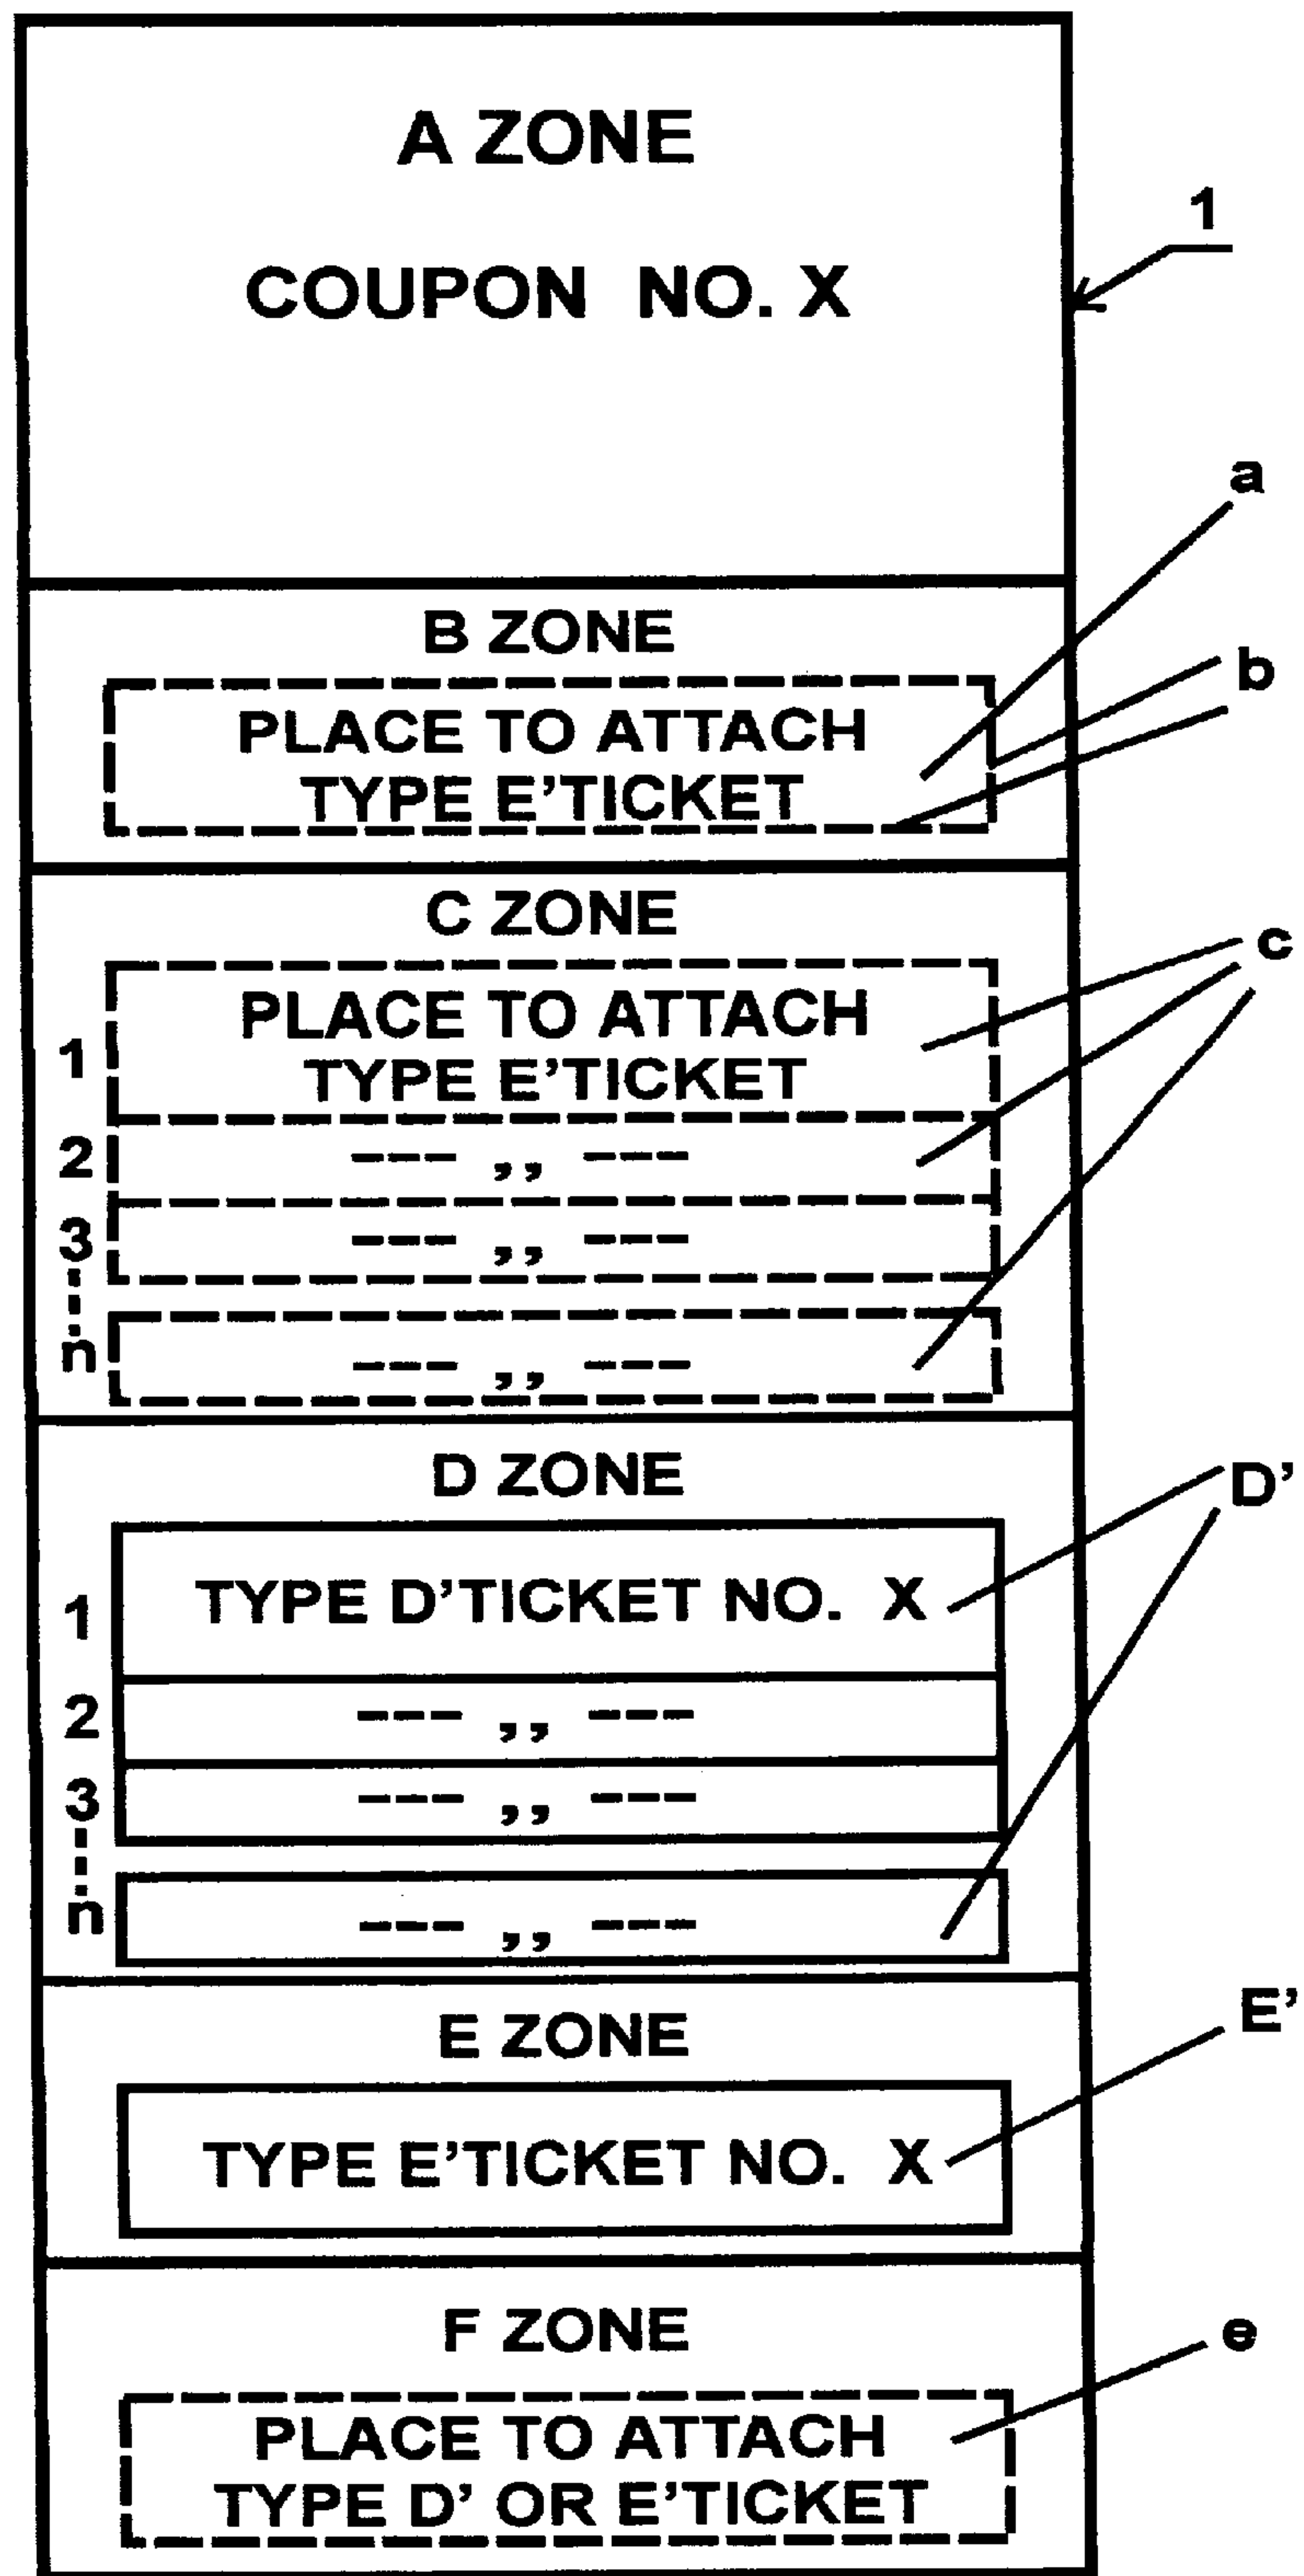 A ZONE
COUPON NO. X
1
a
B ZONE
b
PLACE TO ATTACH
TYPE E'TICKET
C ZONE
c
PLACE TO ATTACH
1
TYPE E'TICKET
2 --- ,, ---
3 --- ,, ---
n --- ,, ---
D ZONE
D'
1 TYPE D'TICKET NO. X
2 --- ,, ---
3 --- ,, ---
n --- ,, ---
E ZONE
E'
TYPE E'TICKET NO. X
F ZONE
e
PLACE TO ATTACH
TYPE D' OR E'TICKET